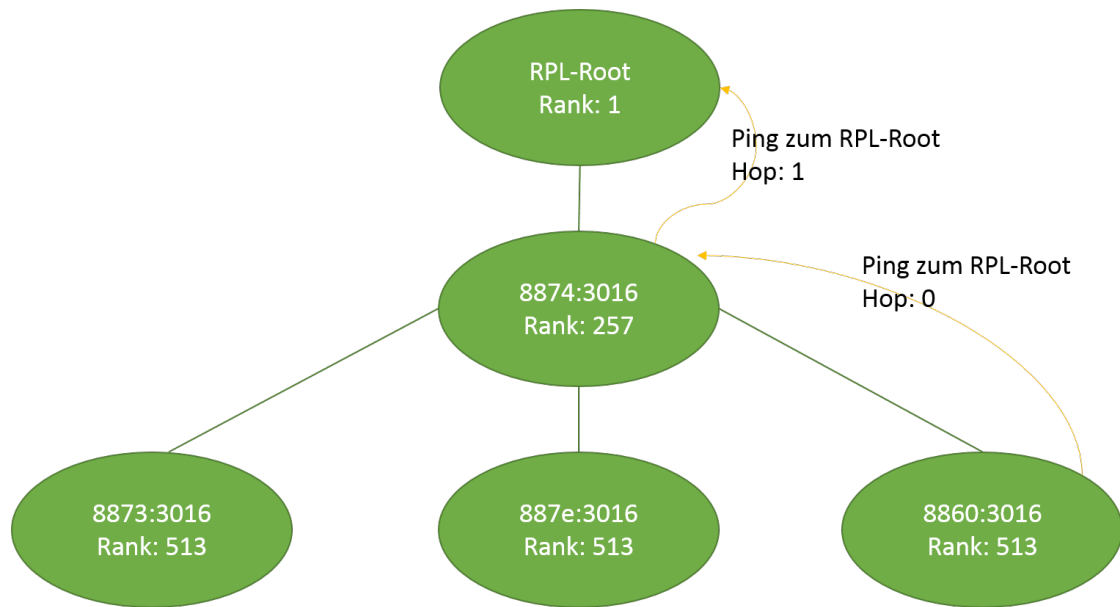 RPL-Root
Rank: 1
Ping zum RPL-Root
Hop: 1
Ping zum RPL-Root
Hop: 0
8874:3016
Rank: 257
8873:3016
Rank: 513
887e:3016
Rank: 513
8860:3016
Rank: 513